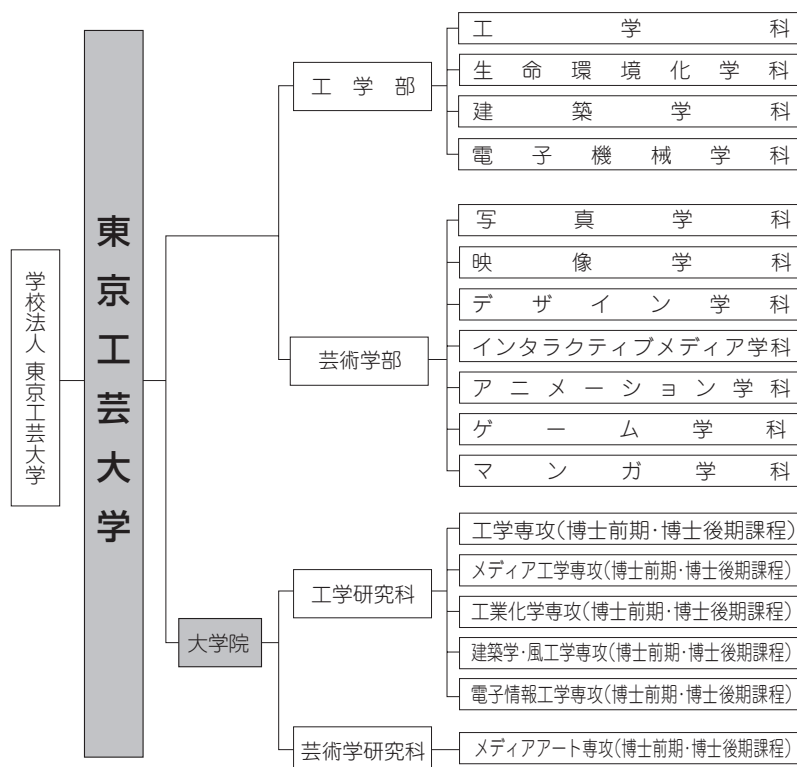 学校法人 東京工芸大学
東京工芸大学
工学部
工学科
生命環境化学科
建築学科
電子機械学科
芸術学部
写真学科
映像学科
デザイン学科
インタラクティブメディア学科
アニメーション学科
ゲーム学科
マンガ学科
大学院
工学研究科
工学専攻(博士前期・博士後期課程)
メディア工学専攻(博士前期・博士後期課程)
工業化学専攻(博士前期・博士後期課程)
建築学・風工学専攻(博士前期・博士後期課程)
電子情報工学専攻(博士前期・博士後期課程)
芸術学研究科
メディアアート専攻(博士前期・博士後期課程)